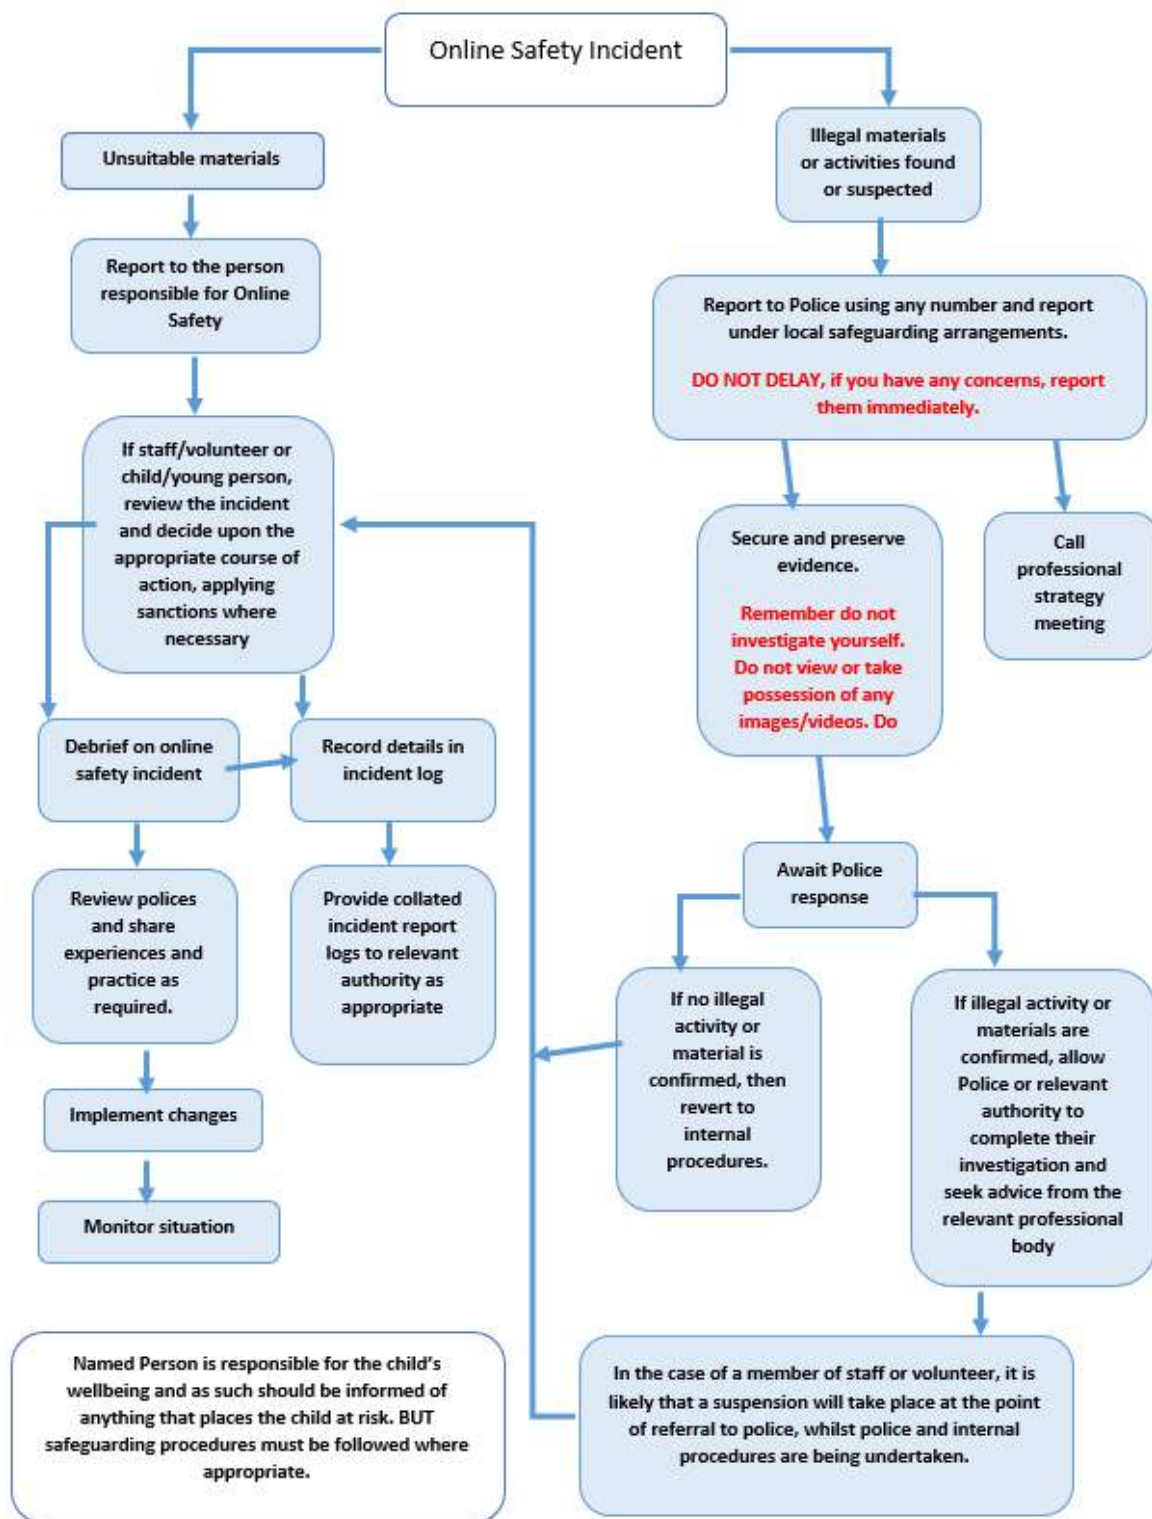 Online Safety Incident
Unsuitable materials
Illegal materials
or activities found
or suspected
Report to the person
responsible for Online
Safety
Report to Police using any number and report
under local safeguarding arrangements.
DO NOT DELAY, if you have any concerns, report
them immediately.
If staff/volunteer or
child/young person,
review the incident
and decide upon the
appropriate course of
action, applying
sanctions where
necessary
Secure and preserve
evidence.
Remember do not
investigate yourself.
Do not view or take
possession of any
images/videos. Do
Call
professional
strategy
meeting
Debrief on online
safety incident
Record details in
incident log
Review polices
and share
experiences and
practice as
required.
Provide collated
incident report
logs to relevant
authority as
appropriate
Await Police
response
If no illegal
activity or
material is
confirmed, then
revert to
internal
procedures.
If illegal activity or
materials are
confirmed, allow
Police or relevant
authority to
complete their
investigation and
seek advice from the
relevant professional
body
Implement changes
Monitor situation
Named Person is responsible for the child’s
wellbeing and as such should be informed of
anything that places the child at risk. BUT
safeguarding procedures must be followed where
appropriate.
In the case of a member of staff or volunteer, it is
likely that a suspension will take place at the point
of referral to police, whilst police and internal
procedures are being undertaken.